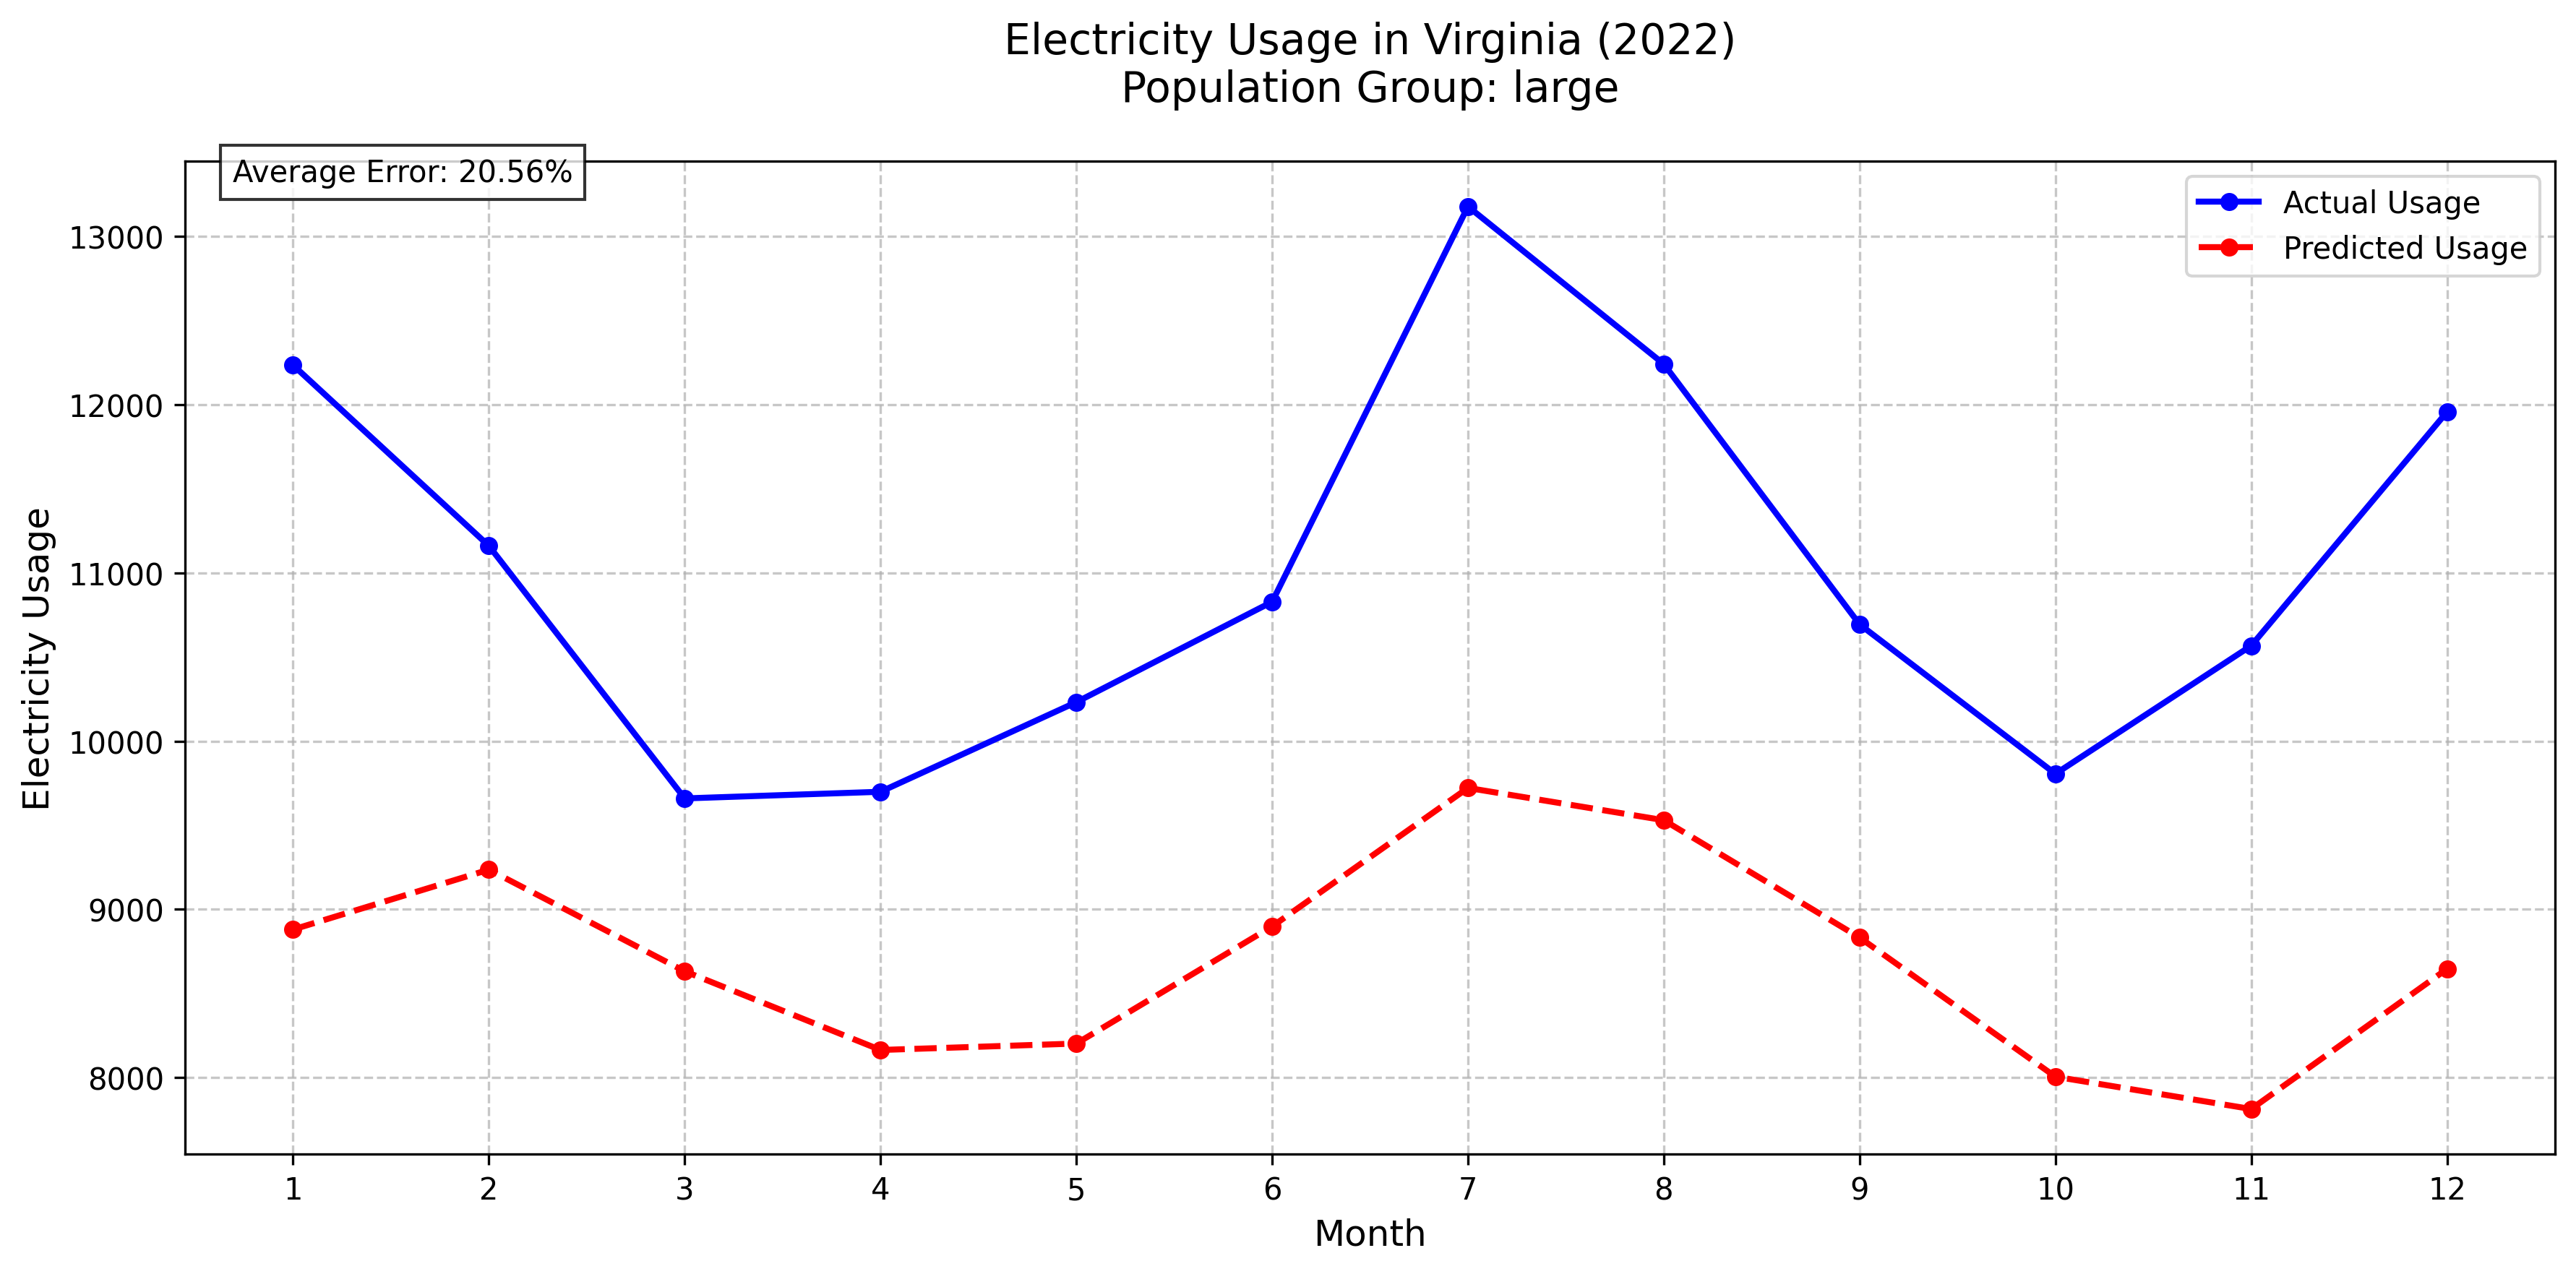 Electricity Usage in Virginia (2022)
Population Group: large
Average Error: 20.56%
Actual Usage
Predicted Usage
Electricity Usage
13000
12000
11000
10000
9000
8000
1 2 3 4 5 6 7 8 9 10 11 12
Month